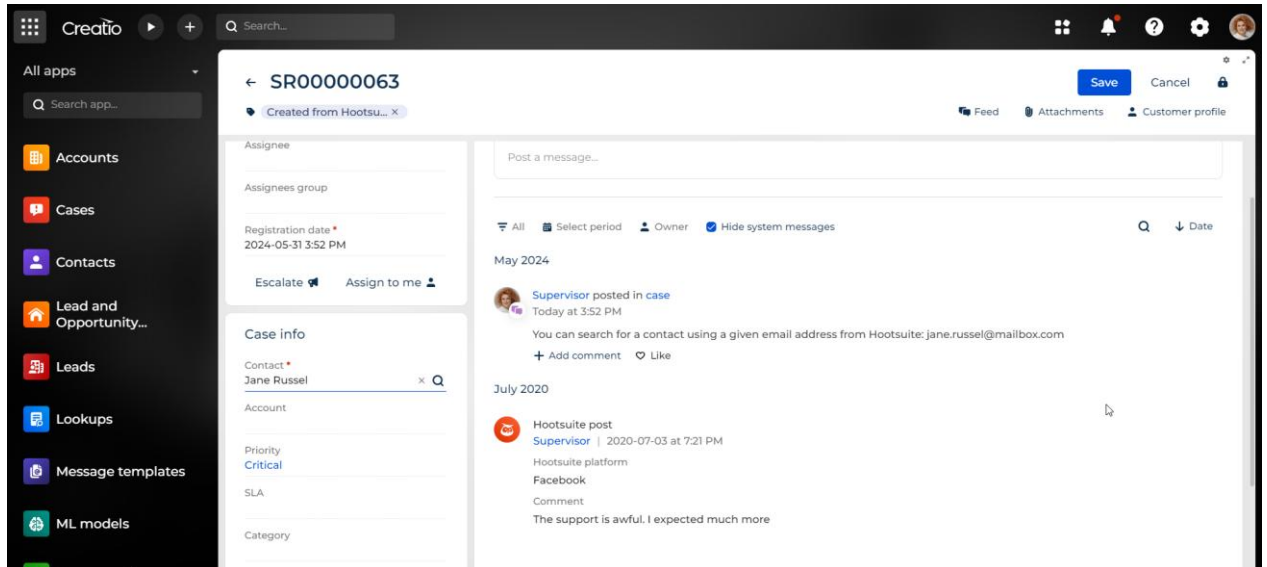 Creatio
Search...
All apps
Search app...
Accounts
Cases
Contacts
Lead and
Opportunity...
Leads
Lookups
Message templates
ML models
SR00000063
Save
Cancel
Created from Hootsu... ×
Feed
Attachments
Customer profile
Assignee
Assignees group
Registration date *
2024-05-31 3:52 PM
Escalate
Assign to me
Case info
Contact *
Jane Russel
Account
Priority
Critical
SLA
Category
Post a message...
All
Select period
Owner
Hide system messages
Date
May 2024
Supervisor posted in case
Today at 3:52 PM
You can search for a contact using a given email address from Hootsuite: jane.russel@mailbox.com
+ Add comment
Like
July 2020
Hootsuite post
Supervisor | 2020-07-03 at 7:21 PM
Hootsuite platform
Facebook
Comment
The support is awful. I expected much more